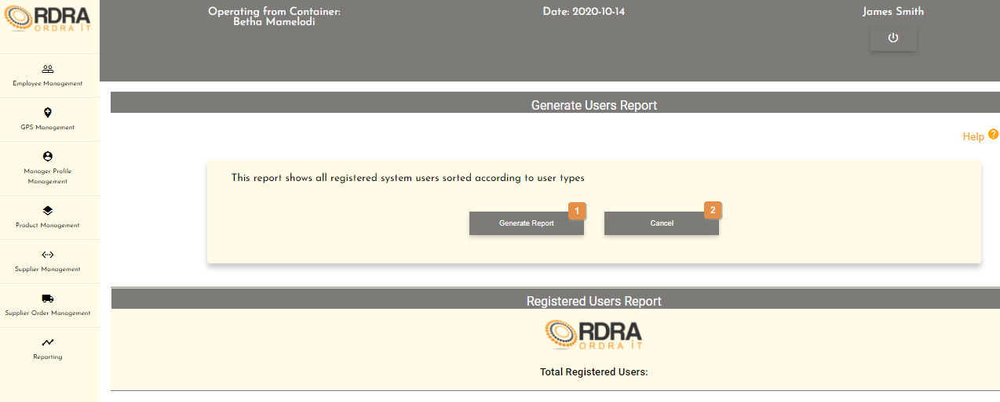 RDRA
ORDRA IT
Operating from Container:
Betha Mamelodi
Date: 2020-10-14
James Smith
Employee Management
GPS Management
Manager Profile
Management
Product Management
Supplier Management
Supplier Order Management
Reporting
Generate Users Report
Help ?
This report shows all registered system users sorted according to user types
1
Generate Report
2
Cancel
Registered Users Report
RDRA
ORDRA IT
Total Registered Users: